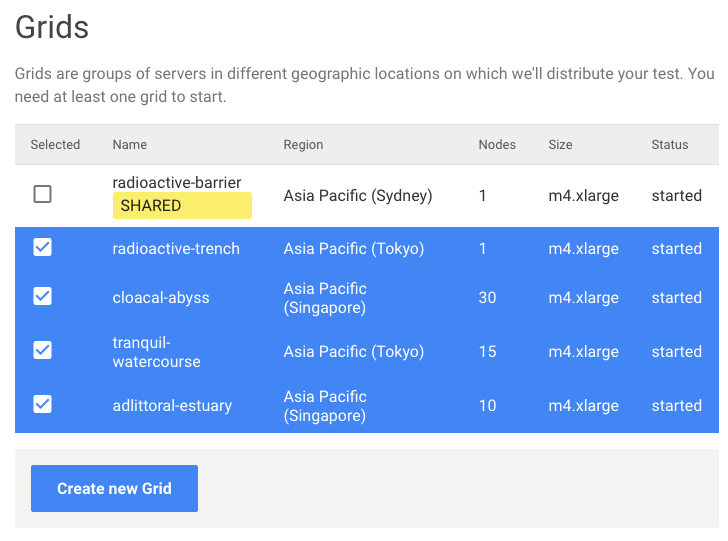 Grids
Grids are groups of servers in different geographic locations on which we'll distribute your test. You
need at least one grid to start.
Selected Name Region Nodes Size Status
radioactive-barrier
SHARED
Asia Pacific (Sydney) 1 m4.xlarge started
radioactive-trench Asia Pacific (Tokyo) 1 m4.xlarge started
cloacal-abyss Asia Pacific
(Singapore) 30 m4.xlarge started
tranquil-
watercourse Asia Pacific (Tokyo) 15 m4.xlarge started
adlittoral-estuary Asia Pacific
(Singapore) 10 m4.xlarge started
Create new Grid